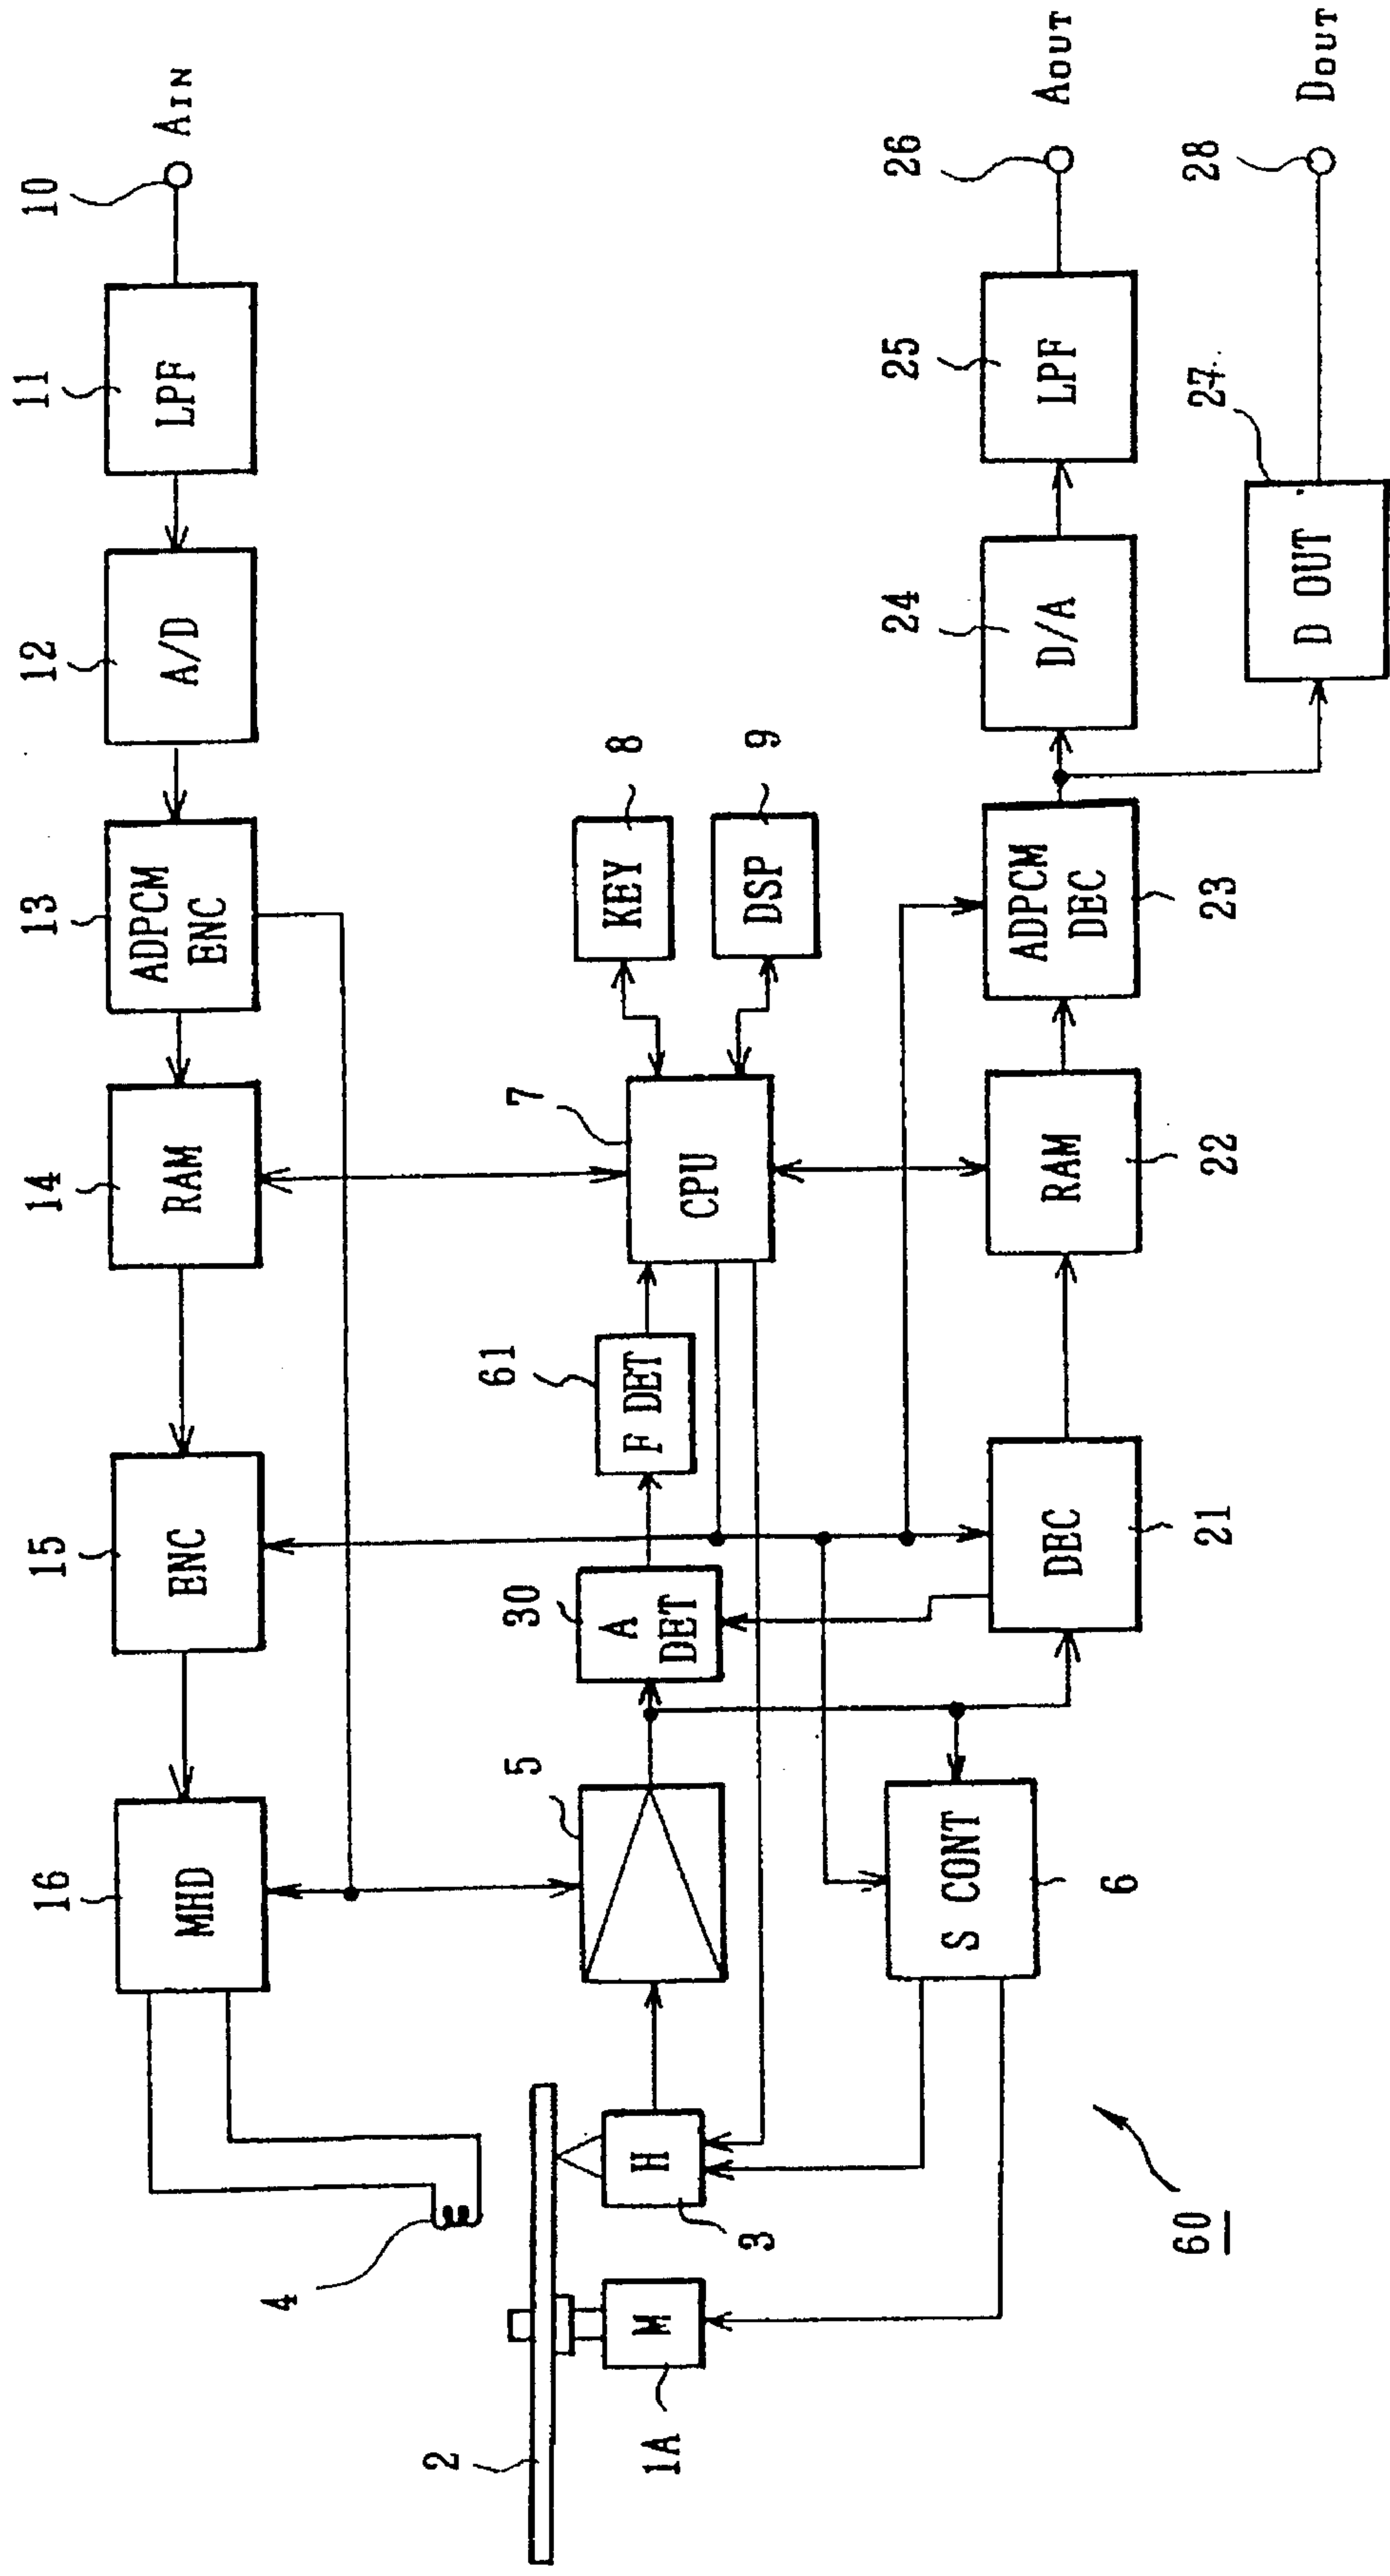 10
AIN
11
LPF
12
A/D
13
ADPCM
ENC
14
RAM
15
ENC
16
MHD
4
2
1A
M
3
H
5
30
A
DET
61
F DET
7
CPU
KEY
8
DSP
9
S CONT
6
DEC
21
RAM
22
ADPCM
DEC
23
24
D/A
25
LPF
26
AOUT
27
D OUT
28
DOUT
60